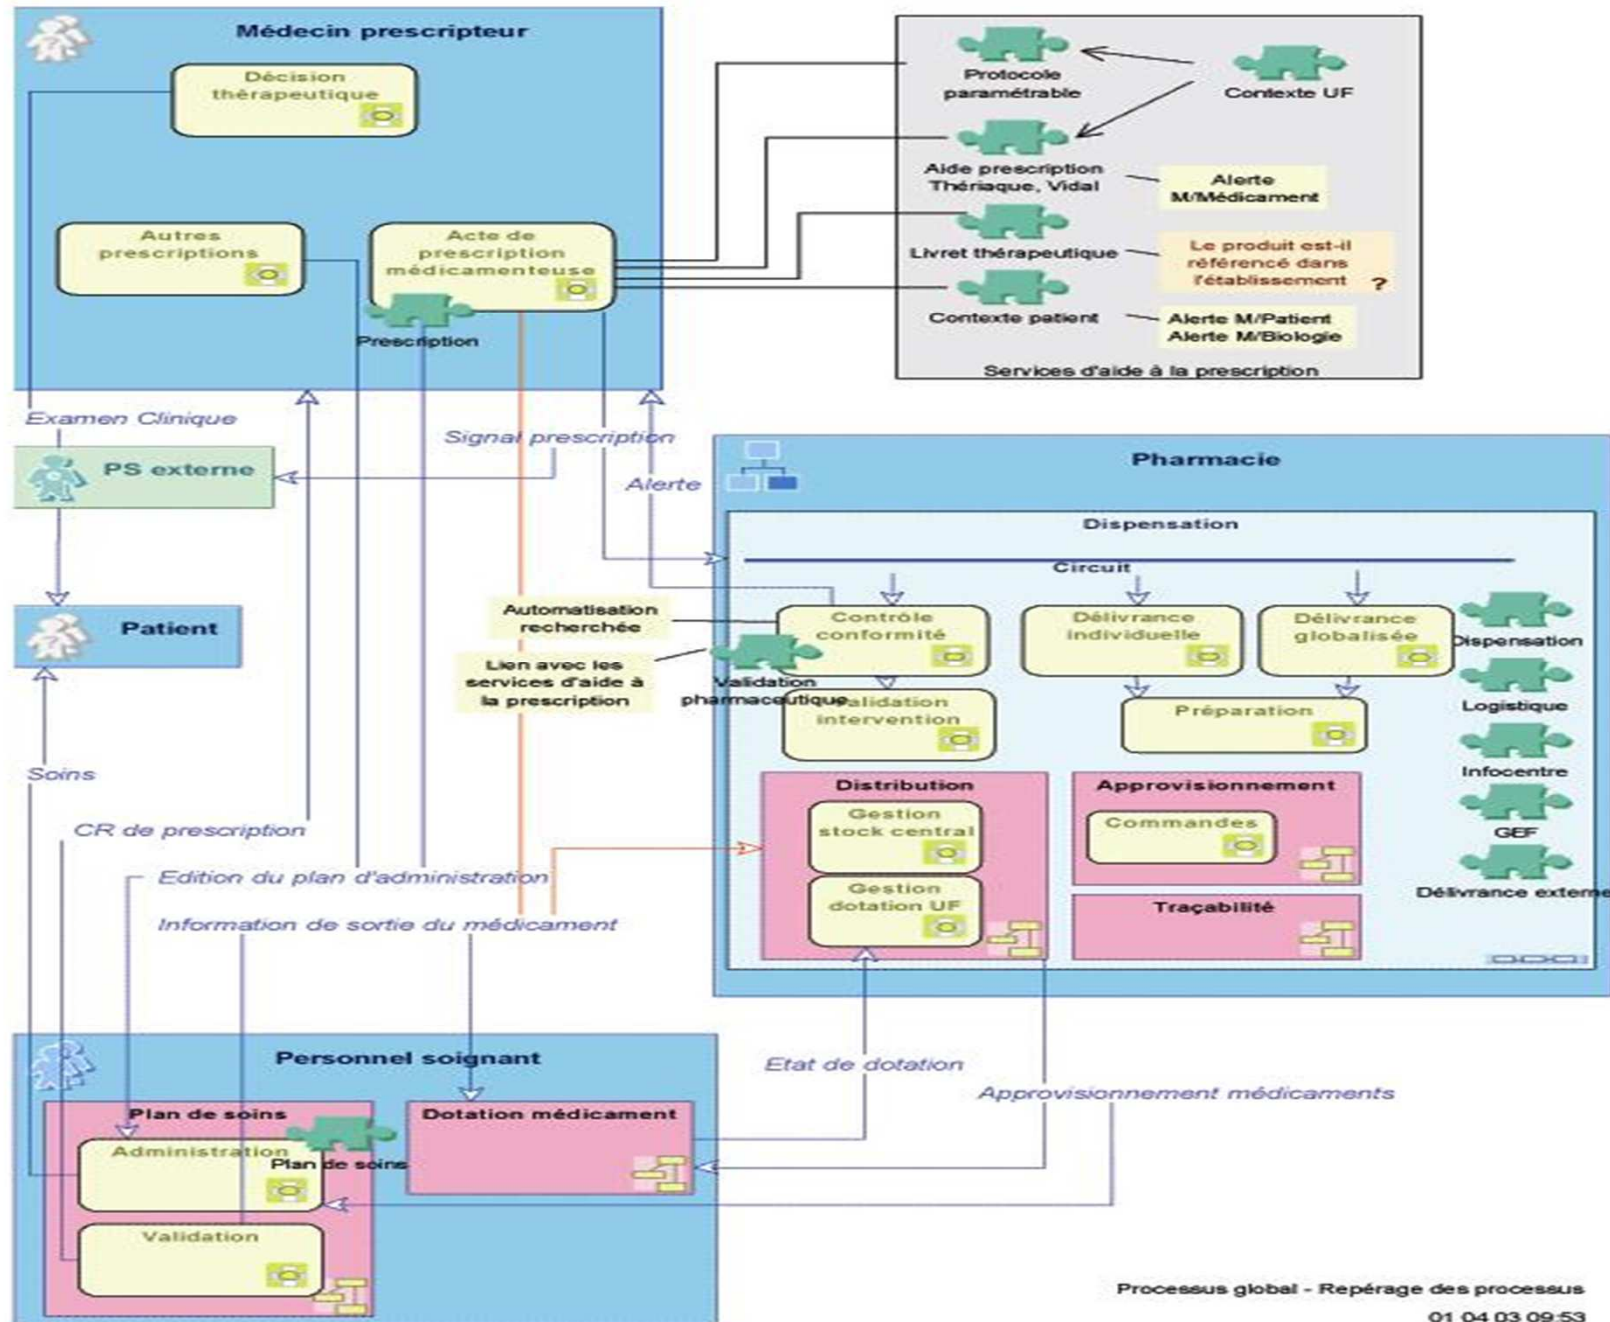 Médecin prescripteur
Décision
thérapeutique
Autres
prescriptions
Acte de
prescription
médicamenteuse
Prescription
Protocole
paramétrable
Contexte UF
Aide prescription
Thériaque, Vidal
Alerte
M/Médicament
Livret thérapeutique
Le produit est-il
référencé dans
l'établissement ?
Contexte patient
Alerte M/Patient
Alerte M/Biologie
Services d'aide à la prescription
Examen Clinique
Signal prescription
PS externe
Alerte
Patient
Pharmacie
Dispensation
Circuit
Automatisation
recherchée
Lien avec les
services d'aide à
la prescription
Contrôle
conformité
Validation
pharmaceutique
Validation
intervention
Délivrance
individuelle
Délivrance
globalisée
Préparation
Dispensation
Logistique
Infocentre
GEF
Délivrance externe
Distribution
Gestion
stock central
Gestion
dotation UF
Approvisionnement
Commandes
Traçabilité
Soins
CR de prescription
Edition du plan d'administration
Information de sortie du médicament
Personnel soignant
Plan de soins
Administration
Plan de soins
Validation
Dotation médicament
Etat de dotation
Approvisionnement médicaments
Processus global - Repérage des processus
01 04 03 09:53